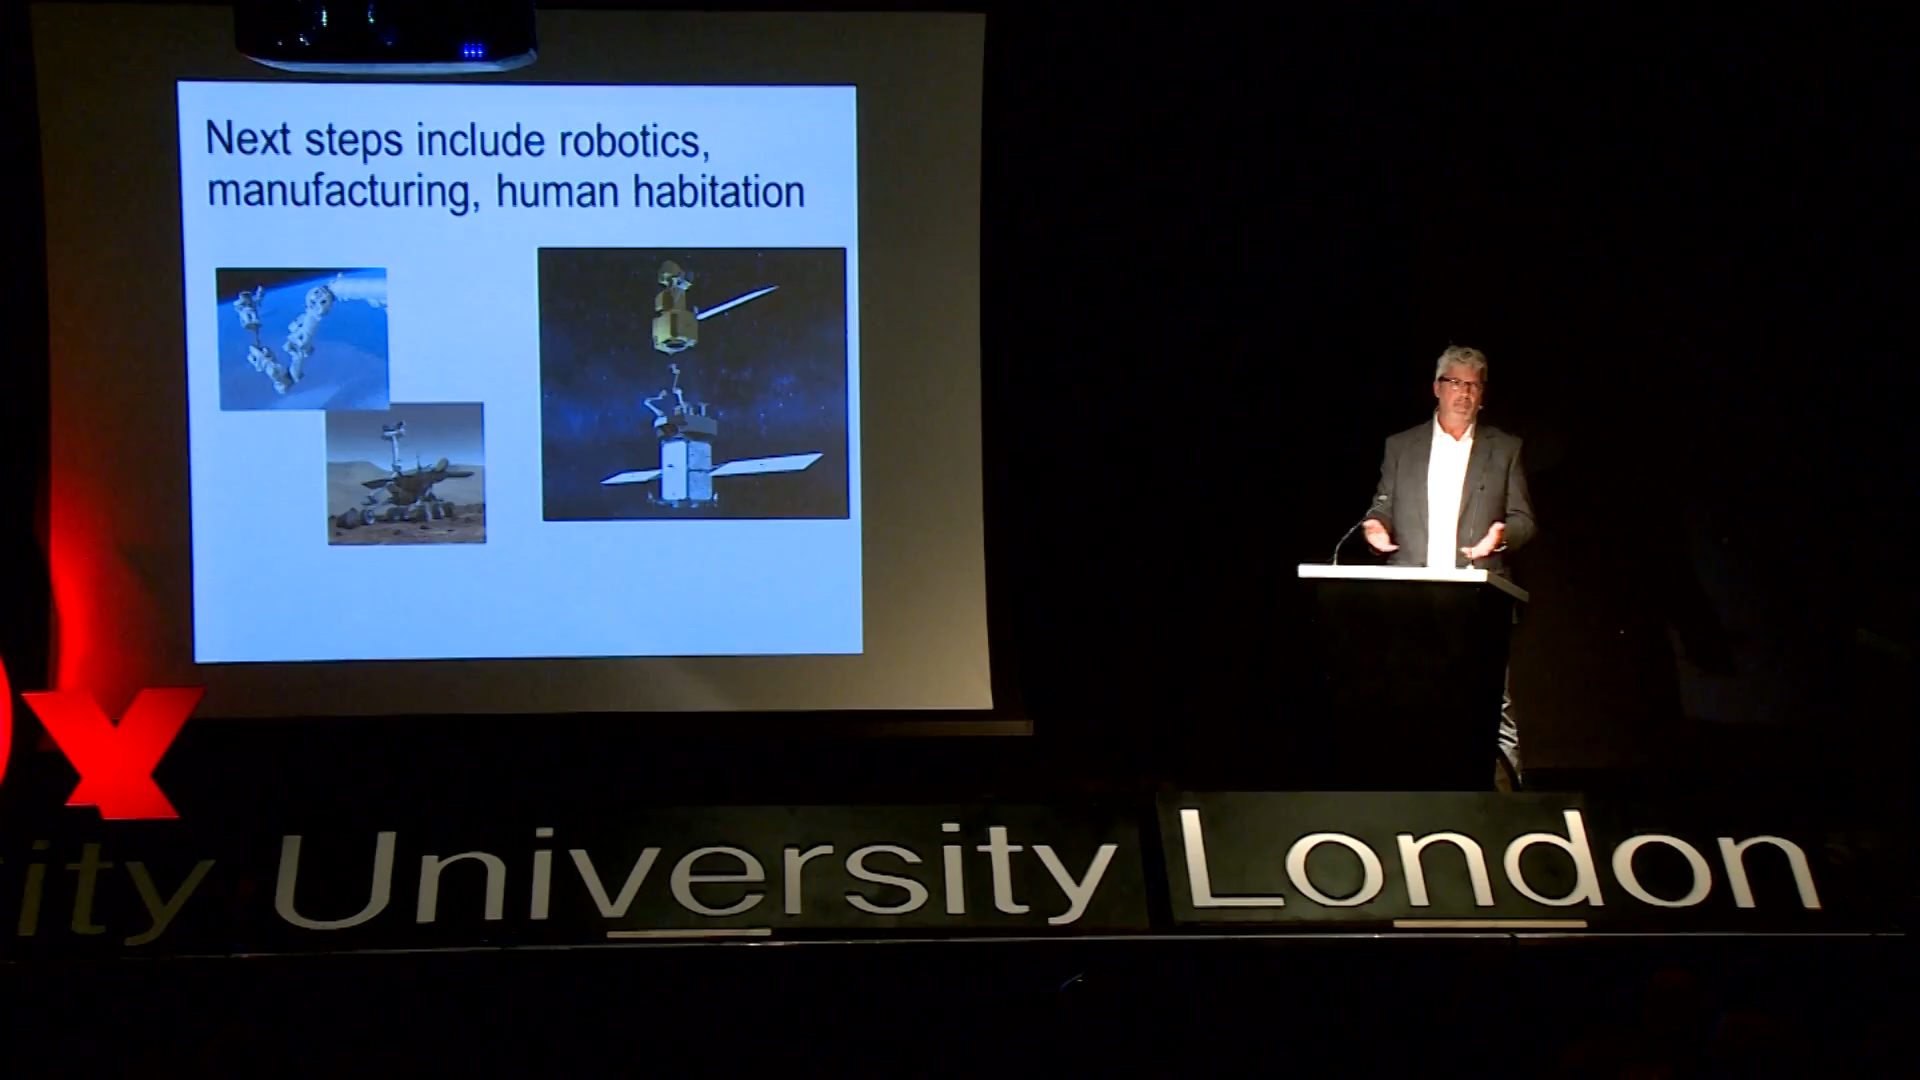 Next steps include robotics,
manufacturing, human habitation
x
ity University London